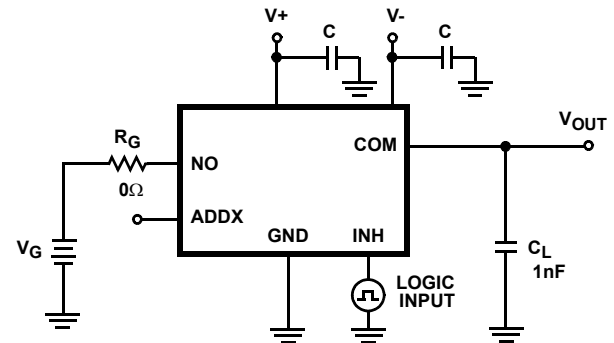 V+ V-
C C
RG
0Ω
NO
COM
VOUT
ADDX
VG
GND INH
CL
1nF
LOGIC
INPUT